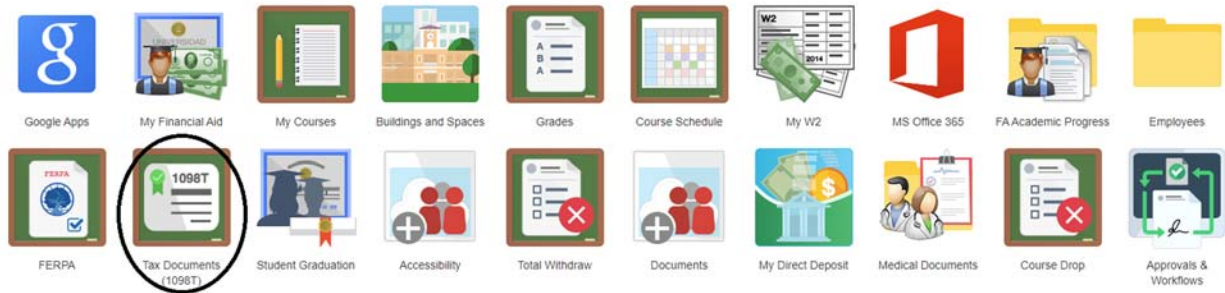 g
UNIVERSIDAD
A
B
B
A
W2
2014
Google Apps
My Financial Aid
My Courses
Buildings and Spaces
Grades
Course Schedule
My W2
MS Office 365
FA Academic Progress
Employees
FERPA
1098T
FERPA
Tax Documents
(1098T)
Student Graduation
Accessibility
Total Withdraw
Documents
My Direct Deposit
Medical Documents
Course Drop
Approvals &
Workflows